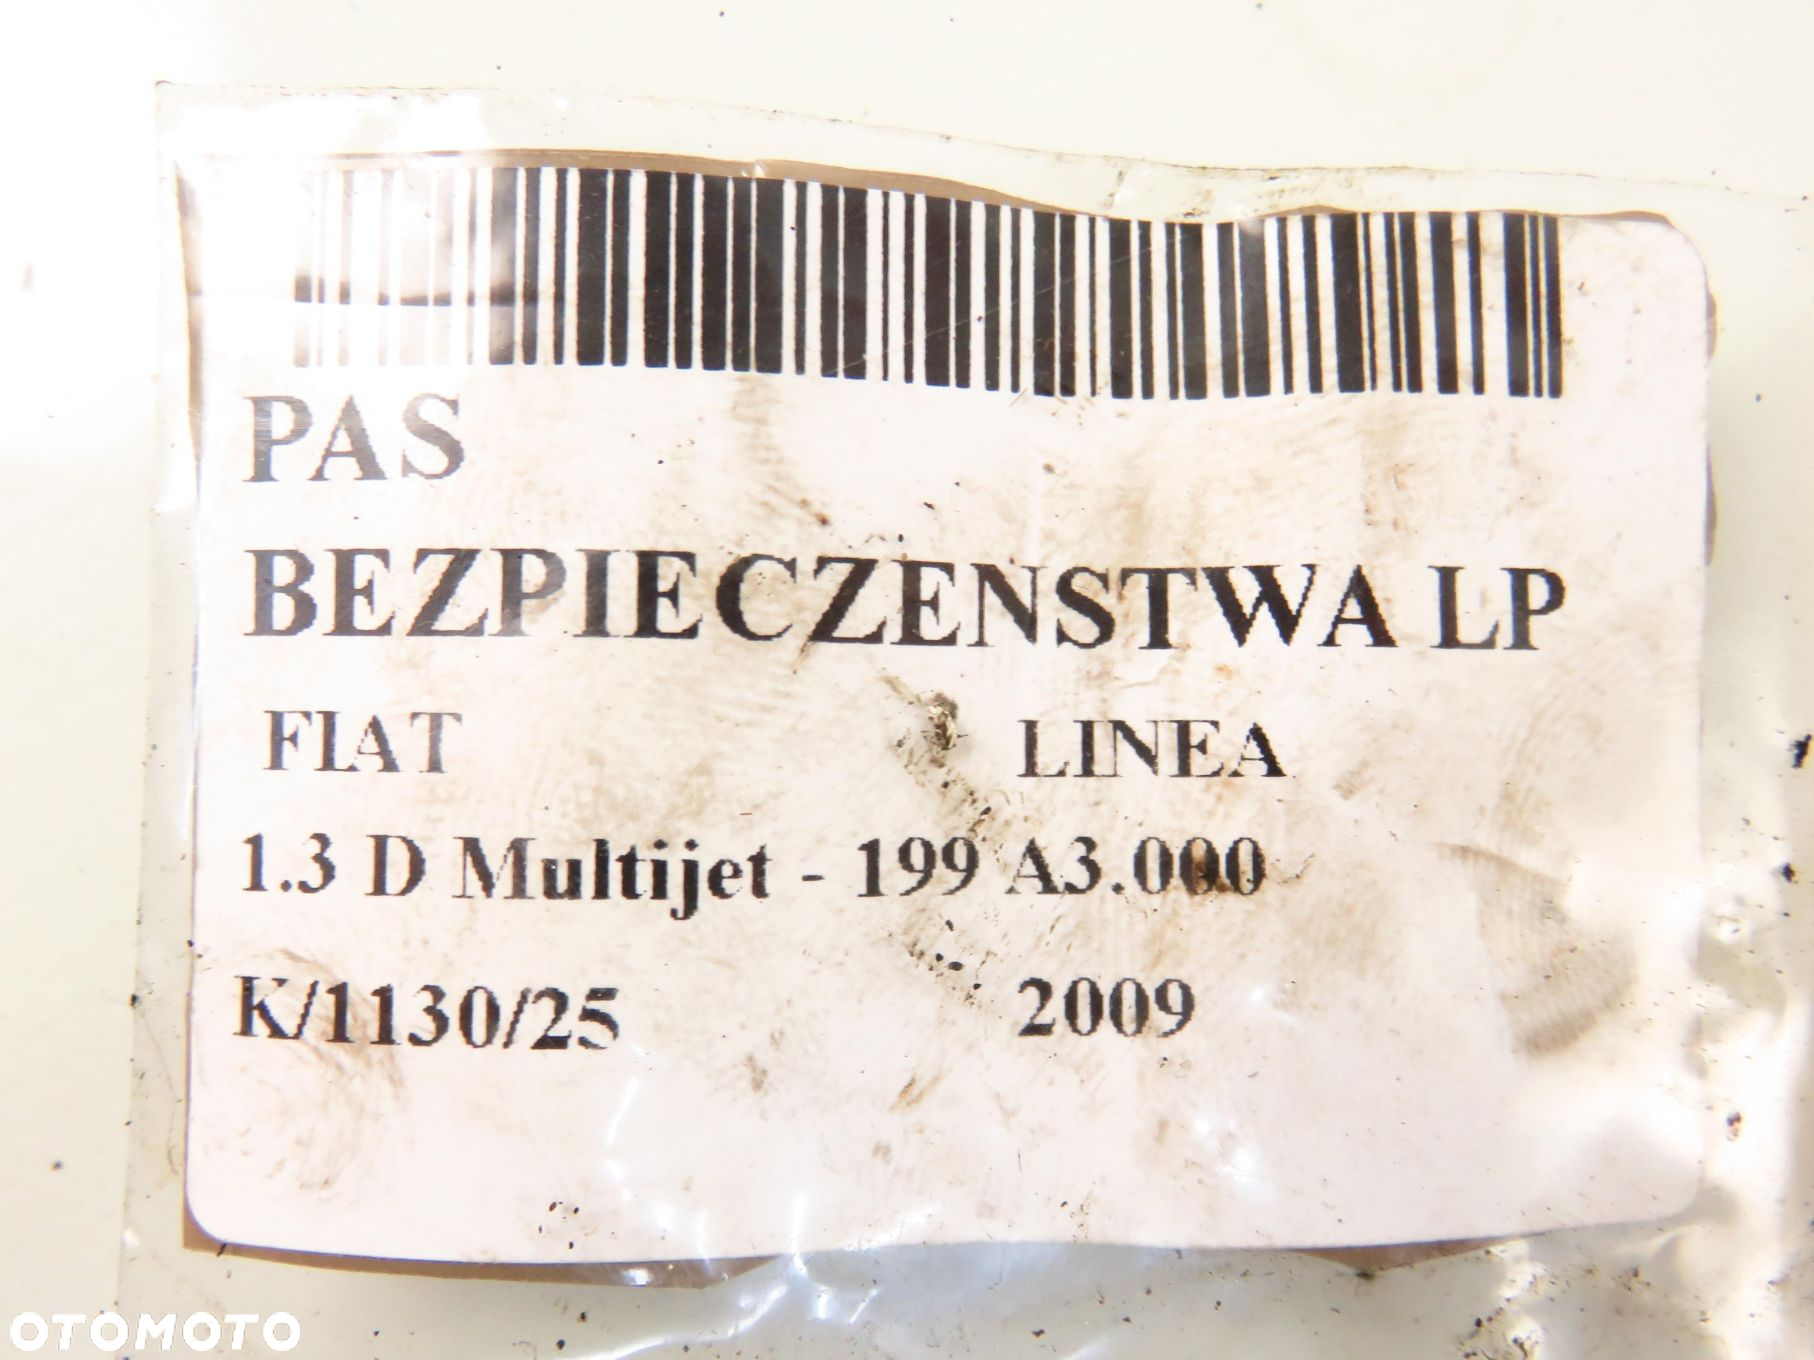 PAS
BEZPIECZENSTWA LP
FIAT LINEA
1.3 D Multijet - 199 A3.000
K/1130/25 2009
OTOMOTO